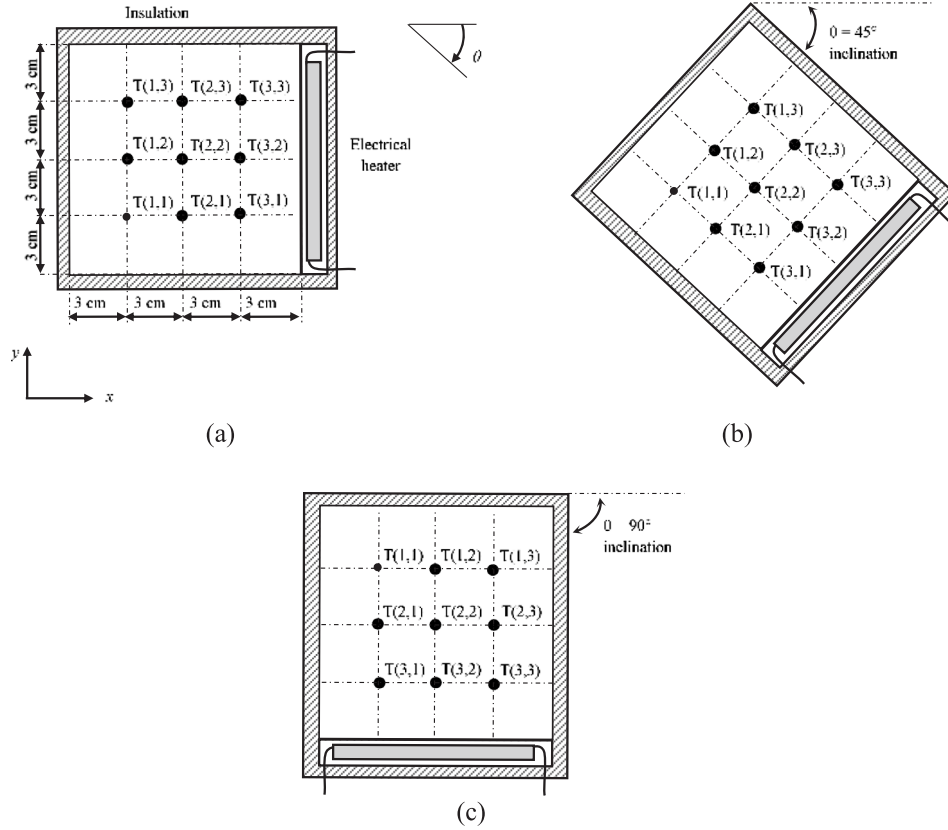 Insulation
3 cm
T(1,3) T(2,3) T(3,3)
3 cm
T(1,2) T(2,2) T(3,2)
3 cm
T(1,1) T(2,1) T(3,1)
3 cm
3 cm 3 cm 3 cm 3 cm
Electrical
heater
θ
y
x
(a)
θ = 45°
inclination
T(1,3)
T(1,2) T(2,3)
T(1,1) T(2,2) T(3,3)
T(2,1) T(3,2)
T(3,1)
(b)
θ 90°
inclination
T(1,1) T(1,2) T(1,3)
T(2,1) T(2,2) T(2,3)
T(3,1) T(3,2) T(3,3)
(c)